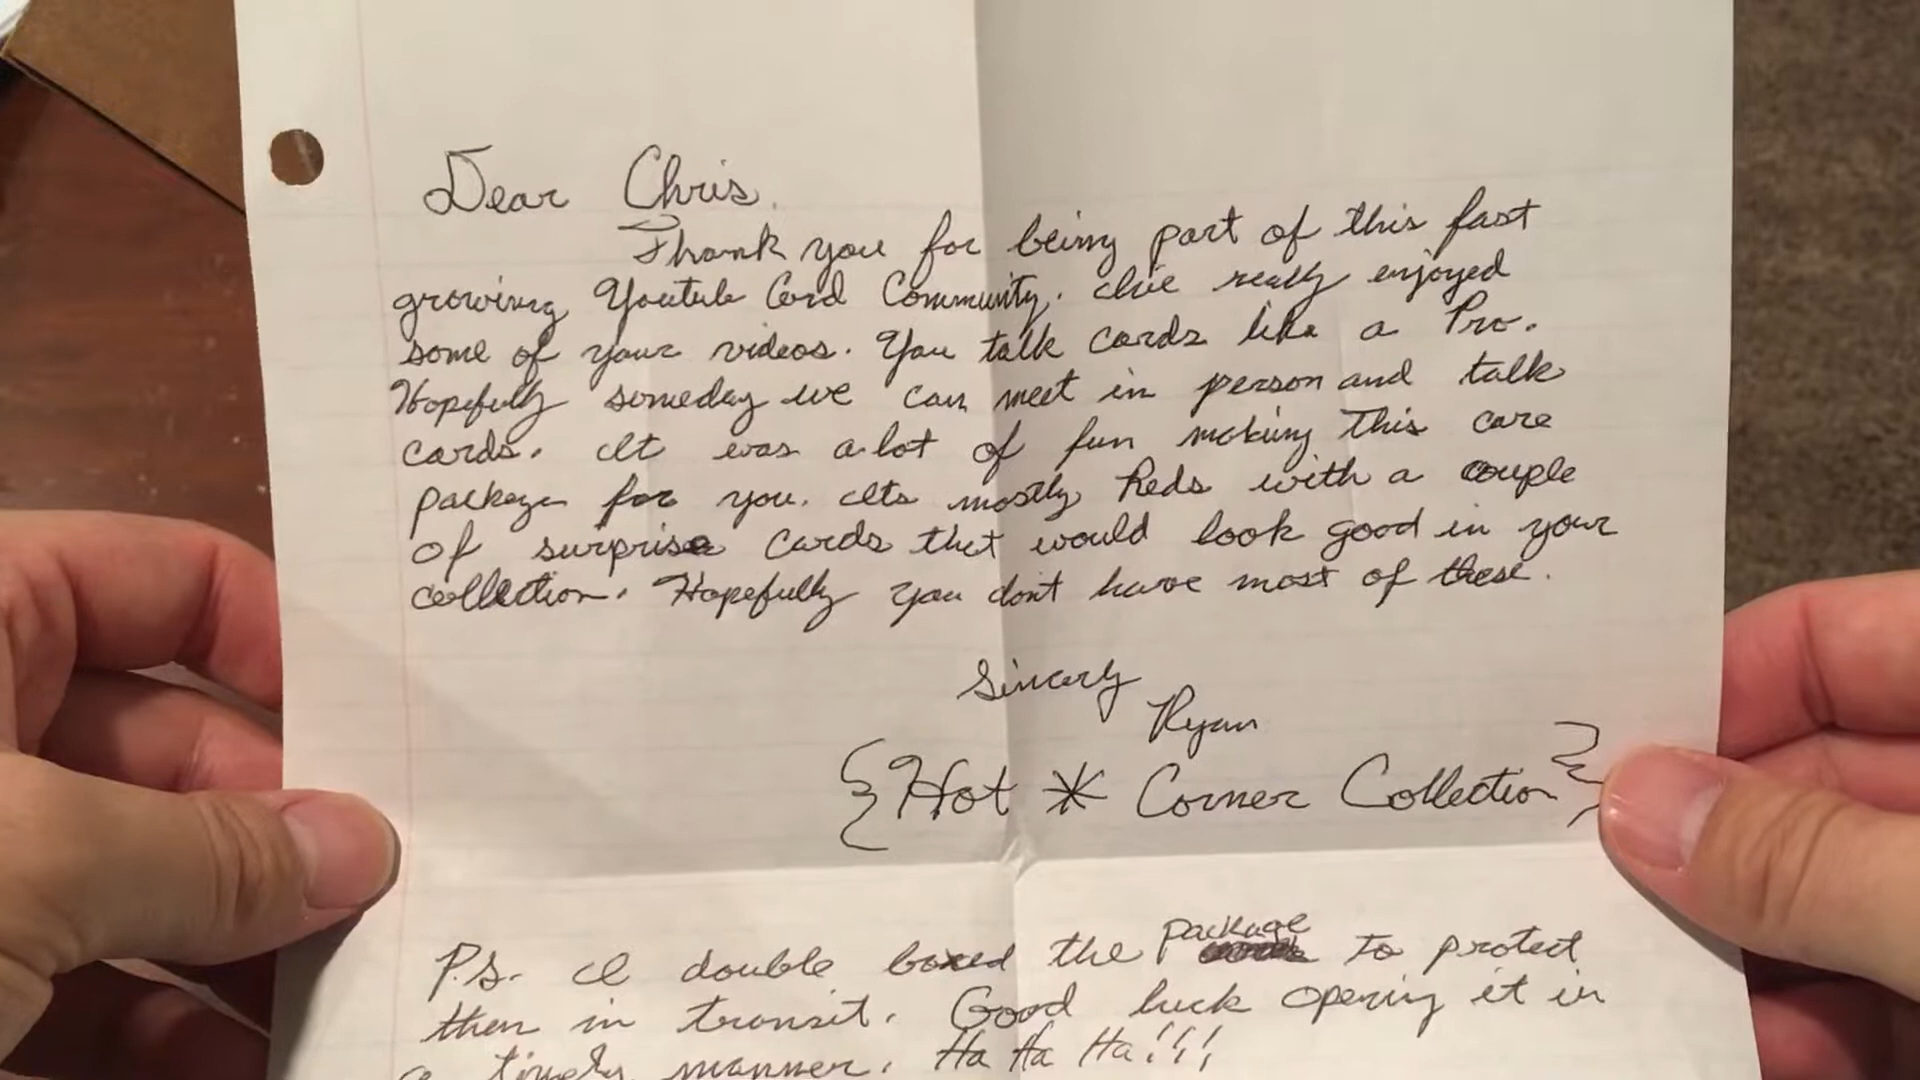 Dear Chris,
Thank you for being part of this fast
growing Youtube Card Community. I've really enjoyed
some of your videos. You talk cards like a Pro.
Hopefully someday we can meet in person and talk
cards. It was a lot of fun making this care
package for you. Its mostly Reds with a couple
of surprise cards that would look good in your
collection. Hopefully you don't have most of these.
Sincerly
Ryan
{Hot * Corner Collection}
P.S. I double boxed the package to protect
them in transit. Good luck opening it in
a timely manner. Ha Ha Ha!!!